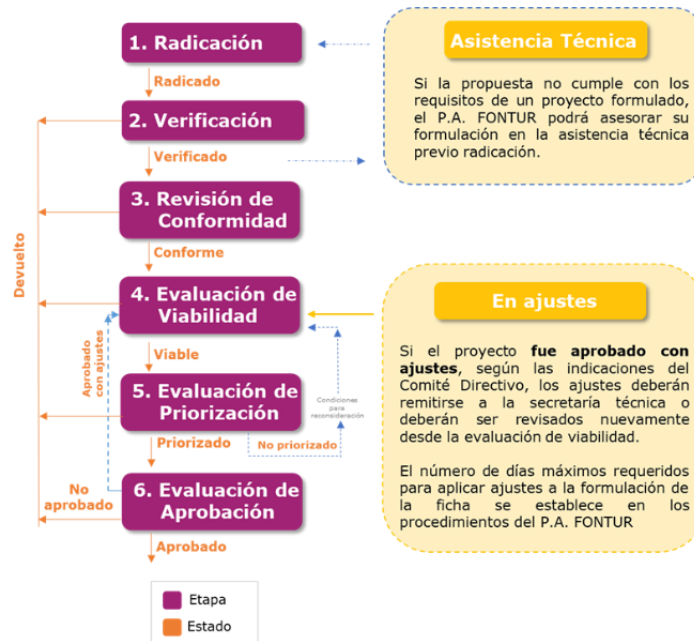 1. Radicación
Radicado
2. Verificación
Verificado
3. Revisión de
Conformidad
Conforme
4. Evaluación de
Viabilidad
Viable
5. Evaluación de
Priorización
Priorizado
No priorizado
6. Evaluación de
Aprobación
Aprobado
Devuelto
Aprobado
con ajustes
No
aprobado
Condiciones
para
reconsideración
Asistencia Técnica
Si la propuesta no cumple con los
requisitos de un proyecto formulado,
el P.A. FONTUR podrá asesorar su
formulación en la asistencia técnica
previo radicación.
En ajustes
Si el proyecto fue aprobado con
ajustes, según las indicaciones del
Comité Directivo, los ajustes deberán
remitirse a la secretaría técnica o
deberán ser revisados nuevamente
desde la evaluación de viabilidad.
El número de días máximos requeridos
para aplicar ajustes a la formulación de
la ficha se establece en los
procedimientos del P.A. FONTUR
Etapa
Estado